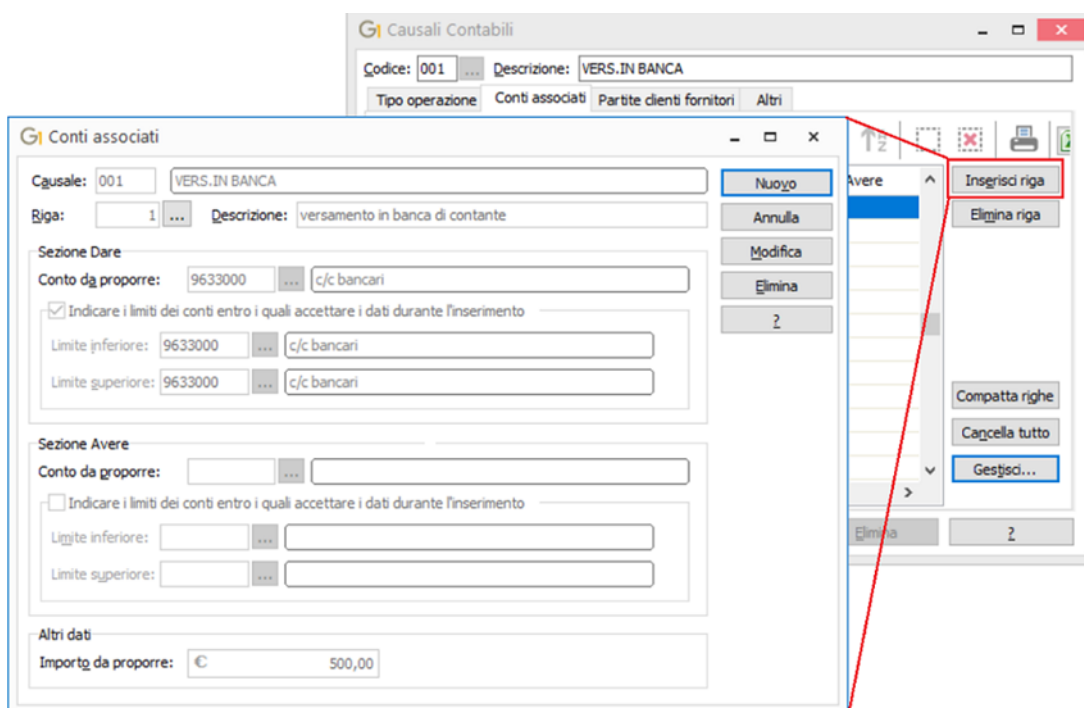 G1 Causali Contabili
Codice: 001 ... Descrizione: VERS.IN BANCA
Tipo operazione Conti associati Partite clienti fornitori Altri
Avere
Inserisci riga
Elimina riga
Compatta righe
Cancella tutto
Gestisci...
Elimina ?
G1 Conti associati
Causale: 001 VERS.IN BANCA
Riga: 1 ... Descrizione: versamento in banca di contante
Sezione Dare
Conto da proporre: 9633000 ... c/c bancari
Indicare i limiti dei conti entro i quali accettare i dati durante l'inserimento
Limite inferiore: 9633000 ... c/c bancari
Limite superiore: 9633000 ... c/c bancari
Sezione Avere
Conto da proporre: ...
Indicare i limiti dei conti entro i quali accettare i dati durante l'inserimento
Limite inferiore: ...
Limite superiore: ...
Altri dati
Importo da proporre: € 500,00
Nuovo
Annulla
Modifica
Elimina
?